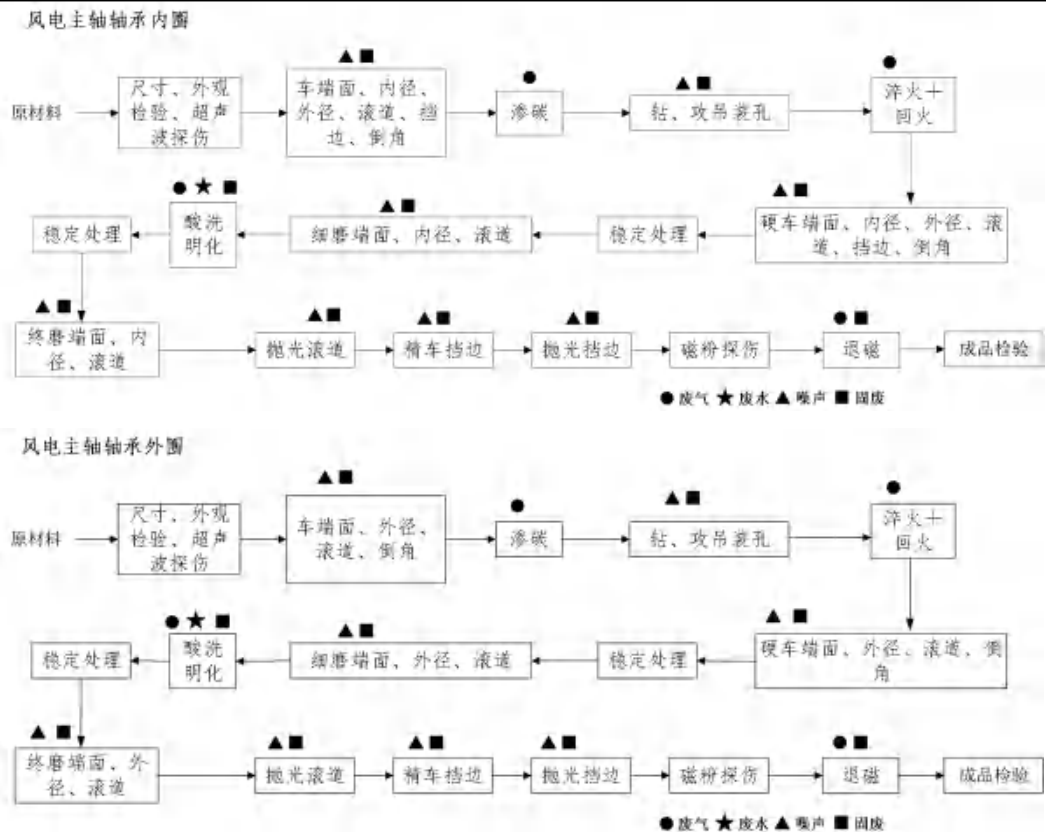 风电主轴轴承内圈
原材料
尺寸、外观
检验、超声
波探伤
车端面、内径、
外径、滚道、挡
边、倒角
渗碳
钻、攻吊装孔
淬火＋
回火
稳定处理
酸洗
明化
细磨端面、内径、滚道
稳定处理
硬车端面、内径、外径、滚
道、挡边、倒角
终磨端面、内
径、滚道
抛光滚道
精车挡边
抛光挡边
磁粉探伤
退磁
成品检验
●废气 ★废水 ▲噪声 ■固废
风电主轴轴承外圈
原材料
尺寸、外观
检验、超声
波探伤
车端面、外径、
滚道、倒角
渗碳
钻、攻吊装孔
淬火＋
回火
稳定处理
酸洗
明化
细磨端面、外径、滚道
稳定处理
硬车端面、外径、滚道、倒
角
终磨端面、外
径、滚道
抛光滚道
精车挡边
抛光挡边
磁粉探伤
退磁
成品检验
●废气 ★废水 ▲噪声 ■固废